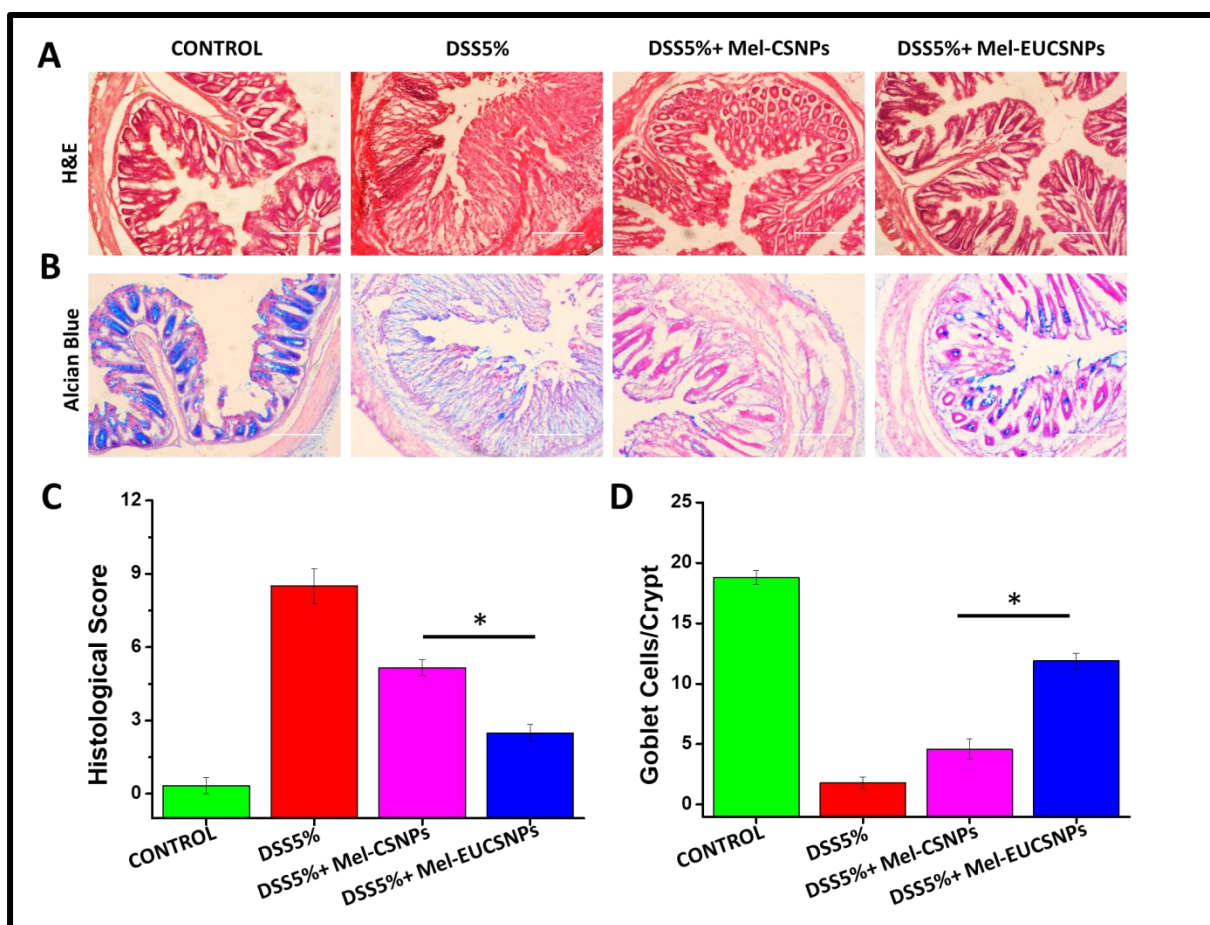 A
CONTROL
DSS5%
DSS5%+ Mel-CSNPs
DSS5%+ Mel-EUCSNPs
H&E
B
Alcian Blue
C
12
9
6
3
0
Histological Score
*
CONTROL
DSS5%
DSS5%+ Mel-CSNPs
DSS5%+ Mel-EUCSNPs
D
25
20
15
10
5
0
Goblet Cells/Crypt
*
CONTROL
DSS5%
DSS5%+ Mel-CSNPs
DSS5%+ Mel-EUCSNPs